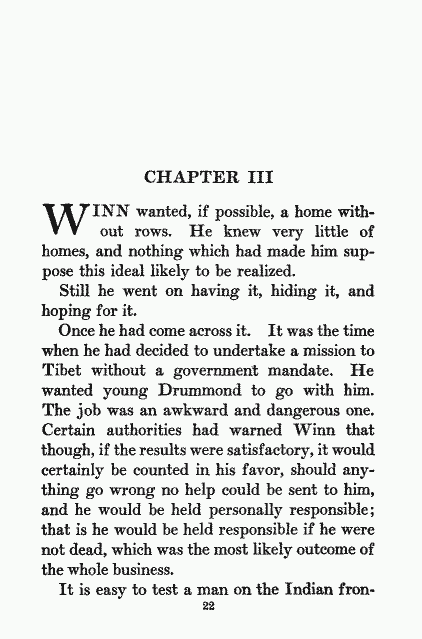 CHAPTER III
WINN wanted, if possible, a home with-
out rows. He knew very little of
homes, and nothing which had made him sup-
pose this ideal likely to be realized.
Still he went on having it, hiding it, and
hoping for it.
Once he had come across it. It was the time
when he had decided to undertake a mission to
Tibet without a government mandate. He
wanted young Drummond to go with him.
The job was an awkward and dangerous one.
Certain authorities had warned Winn that
though, if the results were satisfactory, it would
certainly be counted in his favor, should any-
thing go wrong no help could be sent to him,
and he would be held personally responsible;
that is he would be held responsible if he were
not dead, which was the most likely outcome of
the whole business.
It is easy to test a man on the Indian fron-
22